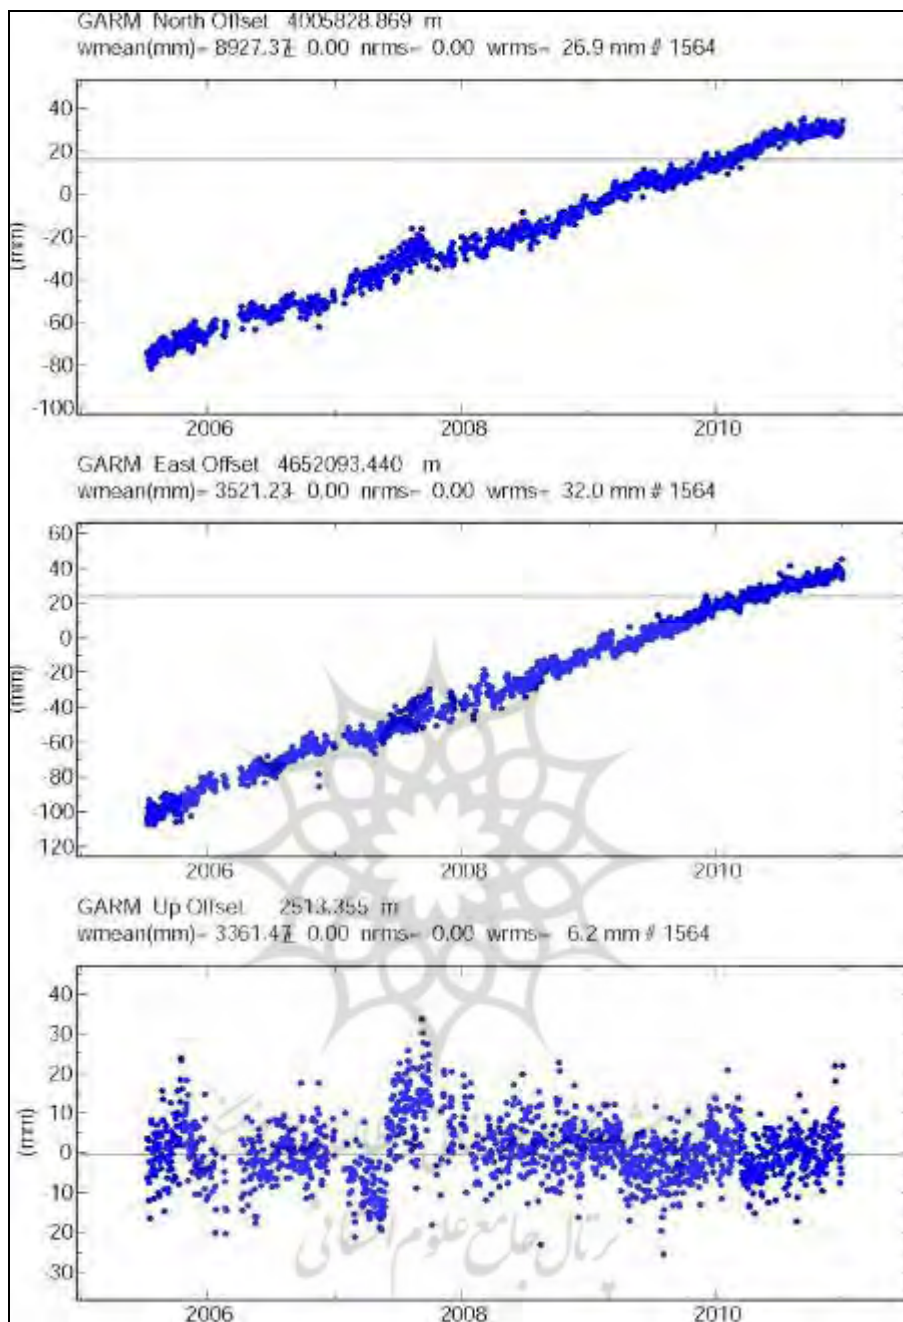 GARM North Offset 4005828.869 m
wmean(mm)= 8927.37± 0.00 nrms= 0.00 wrms= 26.9 mm # 1564
40
20
0
-20
-40
-60
-80
-100
(mm)
2006 2008 2010
GARM East Offset 4652093.440 m
wmean(mm)= 3521.23- 0.00 nrms= 0.00 wrms= 32.0 mm # 1564
60
40
20
0
-20
-40
-60
-80
-100
120
(mm)
2006 2008 2010
GARM Up Offset 2513.355 m
wmean(mm)= 3361.47± 0.00 nrms= 0.00 wrms= 6.2 mm # 1564
40
30
20
10
0
10
20
-30
(mm)
2006 2008 2010
پرتال جامع علوم انسانی